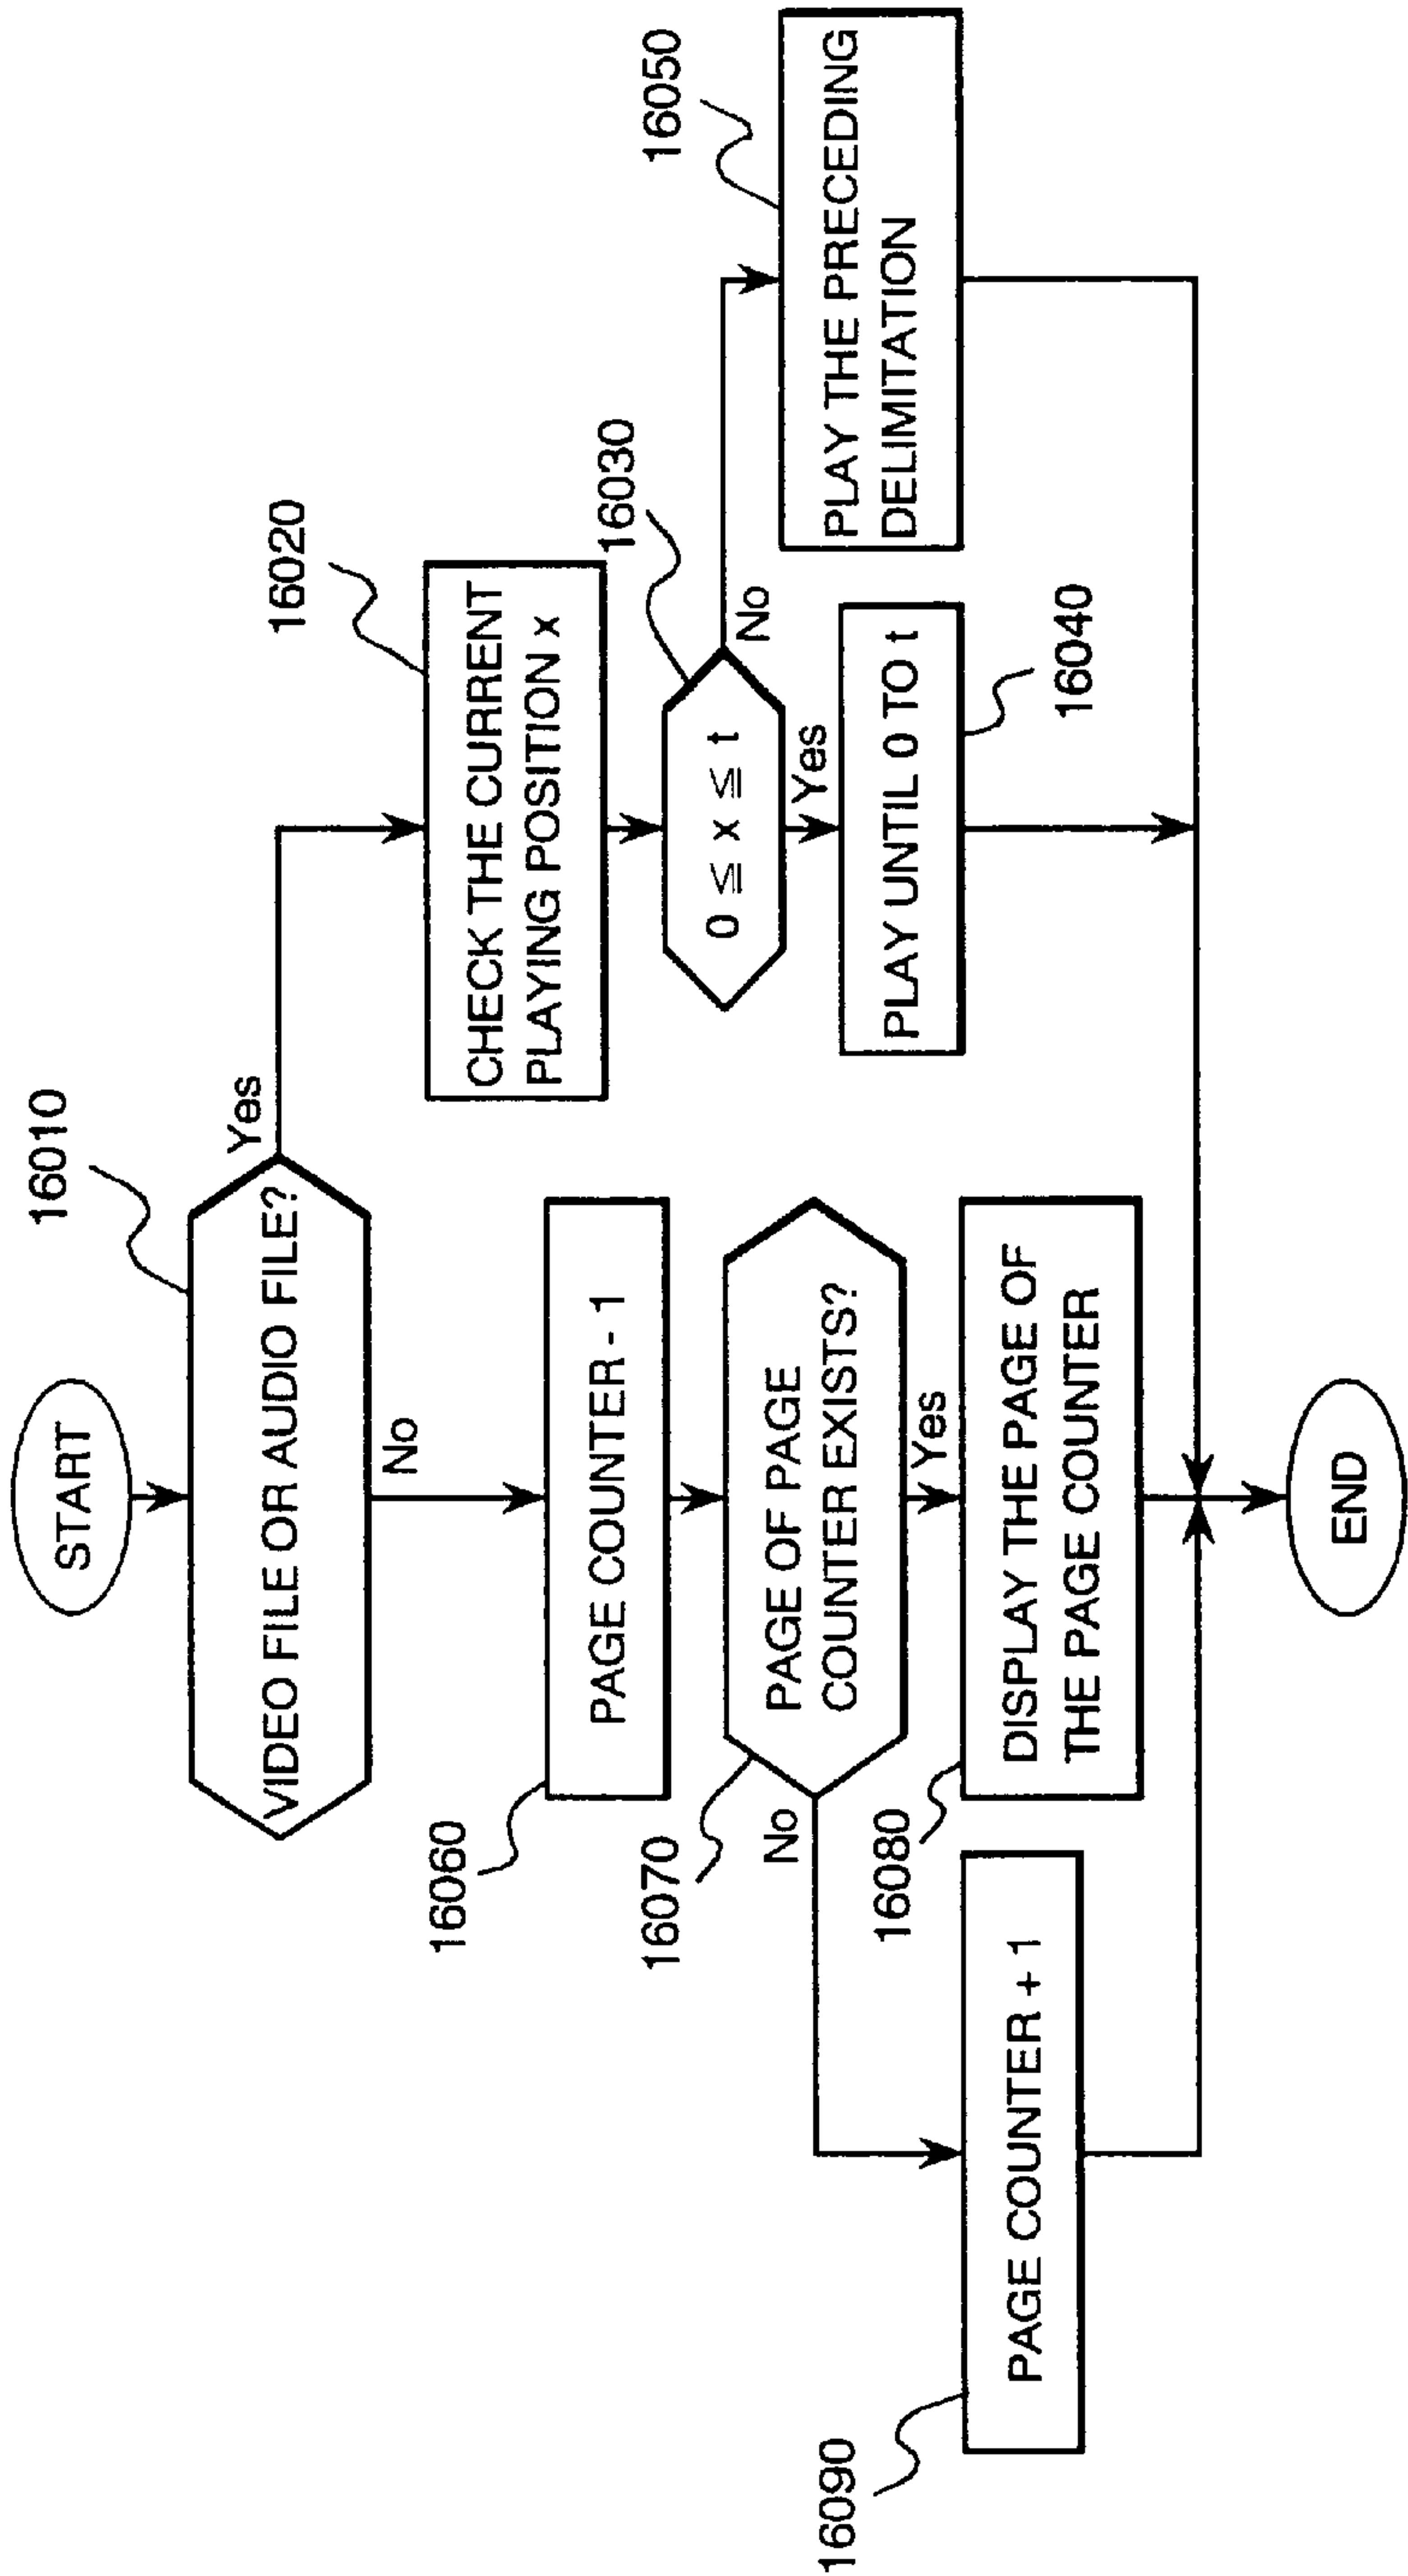 START
16010
VIDEO FILE OR AUDIO FILE?
Yes
No
16020
CHECK THE CURRENT
PLAYING POSITION x
16030
0 ≦ x ≦ t
No
Yes
16040
PLAY UNTIL 0 TO t
16050
PLAY THE PRECEDING
DELIMITATION
16060
PAGE COUNTER - 1
16070
PAGE OF PAGE
COUNTER EXISTS?
No
Yes
16080
DISPLAY THE PAGE OF
THE PAGE COUNTER
16090
PAGE COUNTER + 1
END